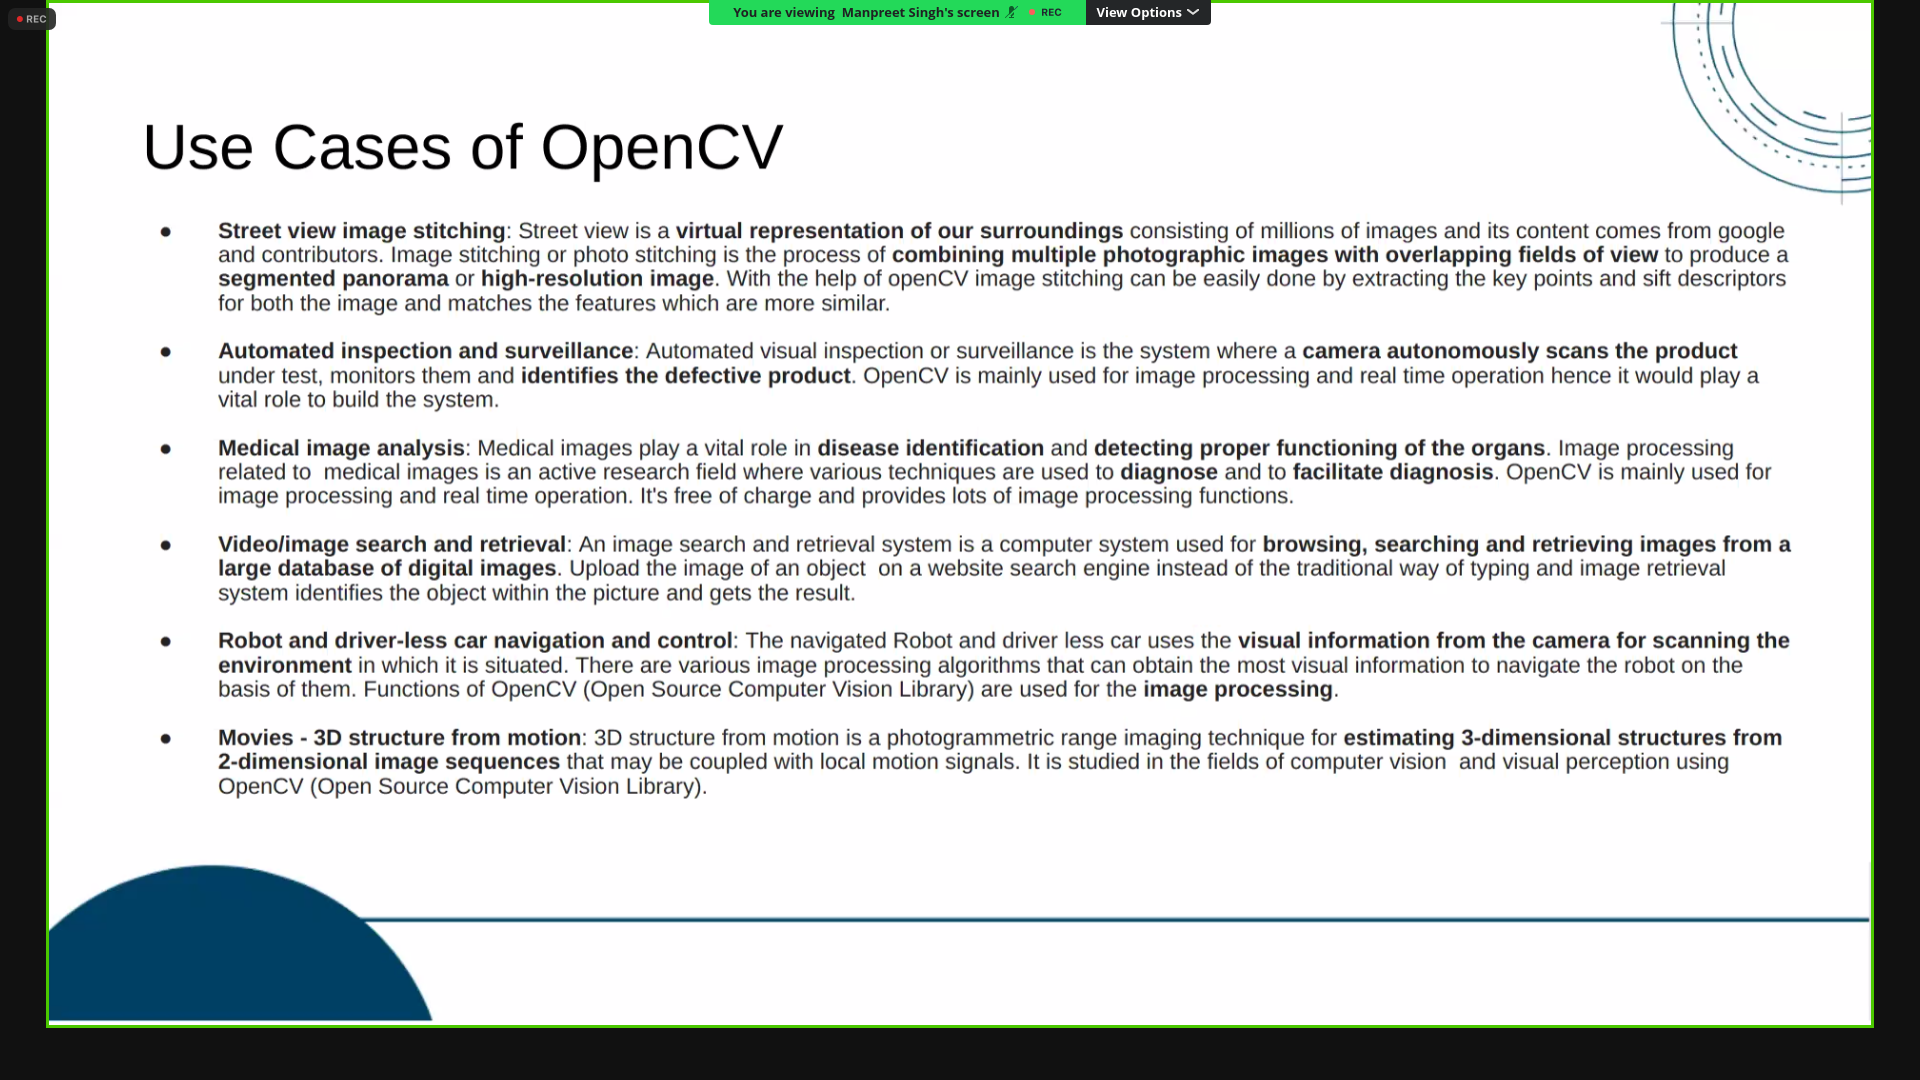 REC
You are viewing Manpreet Singh's screen REC View Options
Use Cases of OpenCV
● Street view image stitching: Street view is a virtual representation of our surroundings consisting of millions of images and its content comes from google
and contributors. Image stitching or photo stitching is the process of combining multiple photographic images with overlapping fields of view to produce a
segmented panorama or high-resolution image. With the help of openCV image stitching can be easily done by extracting the key points and sift descriptors
for both the image and matches the features which are more similar.
● Automated inspection and surveillance: Automated visual inspection or surveillance is the system where a camera autonomously scans the product
under test, monitors them and identifies the defective product. OpenCV is mainly used for image processing and real time operation hence it would play a
vital role to build the system.
● Medical image analysis: Medical images play a vital role in disease identification and detecting proper functioning of the organs. Image processing
related to medical images is an active research field where various techniques are used to diagnose and to facilitate diagnosis. OpenCV is mainly used for
image processing and real time operation. It's free of charge and provides lots of image processing functions.
● Video/image search and retrieval: An image search and retrieval system is a computer system used for browsing, searching and retrieving images from a
large database of digital images. Upload the image of an object on a website search engine instead of the traditional way of typing and image retrieval
system identifies the object within the picture and gets the result.
● Robot and driver-less car navigation and control: The navigated Robot and driver less car uses the visual information from the camera for scanning the
environment in which it is situated. There are various image processing algorithms that can obtain the most visual information to navigate the robot on the
basis of them. Functions of OpenCV (Open Source Computer Vision Library) are used for the image processing.
● Movies - 3D structure from motion: 3D structure from motion is a photogrammetric range imaging technique for estimating 3-dimensional structures from
2-dimensional image sequences that may be coupled with local motion signals. It is studied in the fields of computer vision and visual perception using
OpenCV (Open Source Computer Vision Library).